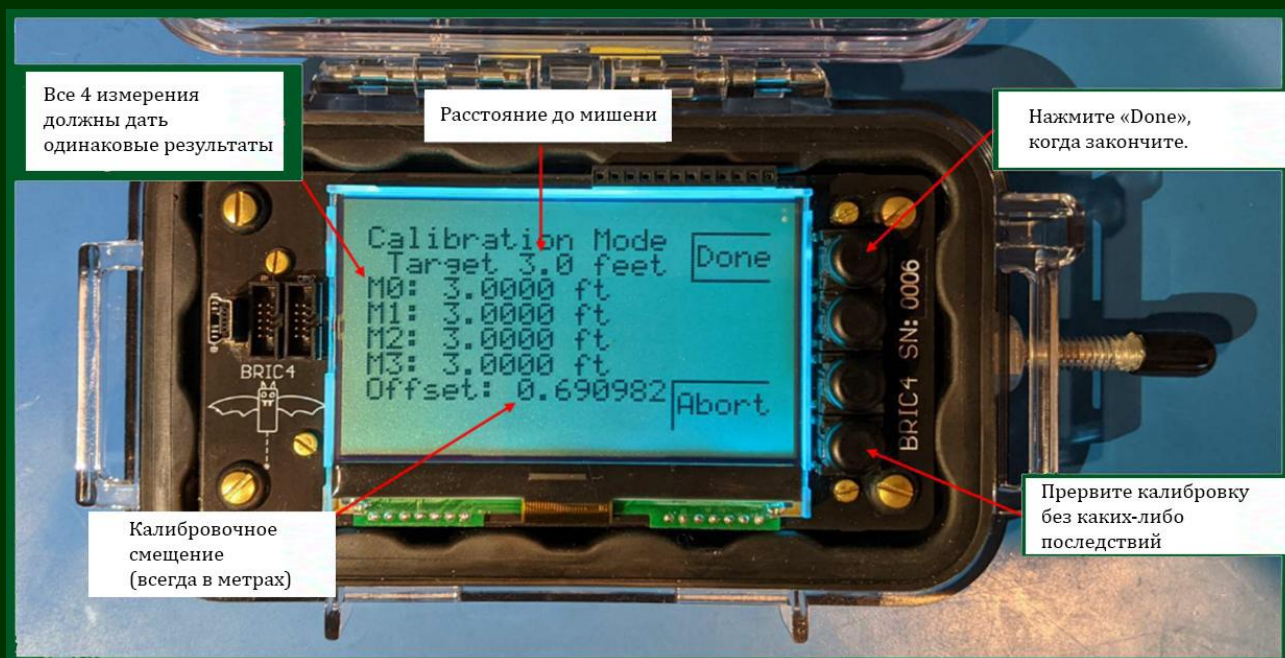 Все 4 измерения
должны дать
одинаковые результаты
Расстояние до мишени
Нажмите «Done»,
когда закончите.
Calibration Mode
Target 3.0 feet
Done
M0: 3.0000 ft
M1: 3.0000 ft
M2: 3.0000 ft
M3: 3.0000 ft
Offset: 0.690982
Abort
BRIC4
BRIC4 SN: 0006
Калибровочное
смещение
(всегда в метрах)
Прервите калибровку
без каких-либо
последствий